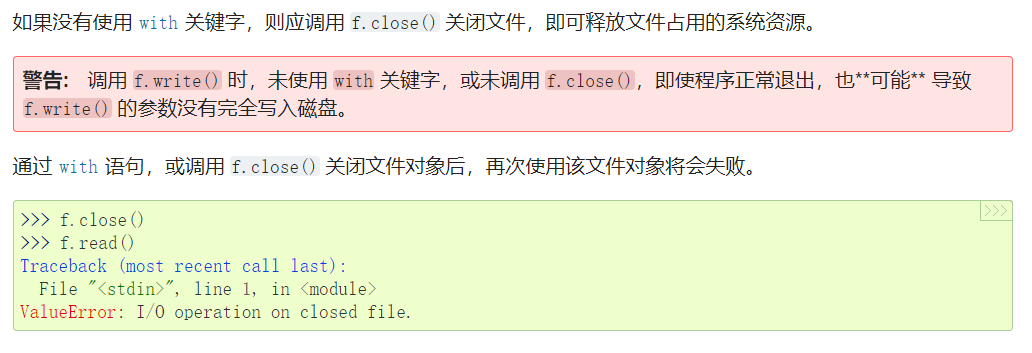 如果没有使用 with 关键字，则应调用 f.close() 关闭文件，即可释放文件占用的系统资源。
警告： 调用 f.write() 时，未使用 with 关键字，或未调用 f.close()，即使程序正常退出，也**可能** 导致
f.write() 的参数没有完全写入磁盘。
通过 with 语句，或调用 f.close() 关闭文件对象后，再次使用该文件对象将会失败。
>>>
>>> f.close()
>>> f.read()
Traceback (most recent call last):
  File "<stdin>", line 1, in <module>
ValueError: I/O operation on closed file.